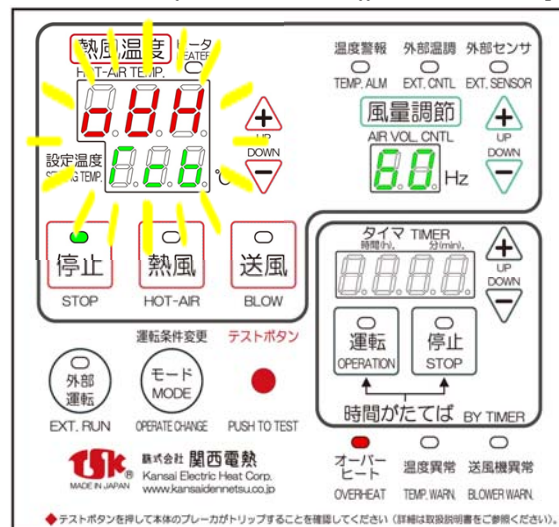 熱風温度 ヒータ
HOT-AIR TEMP. HEATER
設定温度
SETTING TEMP. ℃
UP
DOWN
温度警報 外部温調 外部センサ
TEMP. ALM EXT. CNTL EXT. SENSOR
風量調節
AIR VOL. CNTL
60 Hz
UP
DOWN
停止 熱風 送風
STOP HOT-AIR BLOW
タイマ TIMER
時間(h). 分(min).
UP
DOWN
運転 停止
OPERATION STOP
時間がたてば BY TIMER
運転条件変更 テストボタン
外部
運転
モード
MODE
EXT. RUN OPERATE CHANGE PUSH TO TEST
TSK ®
MADE IN JAPAN
株式会社 関西電熱
Kansai Electric Heat Corp.
www.kansaidennetsu.co.jp
オーバー
ヒート
温度異常 送風機異常
OVERHEAT TEMP. WARN. BLOWER WARN.
◆テストボタンを押して本体のブレーカがトリップすることを確認してください（詳細は取扱説明書をご参照ください）。